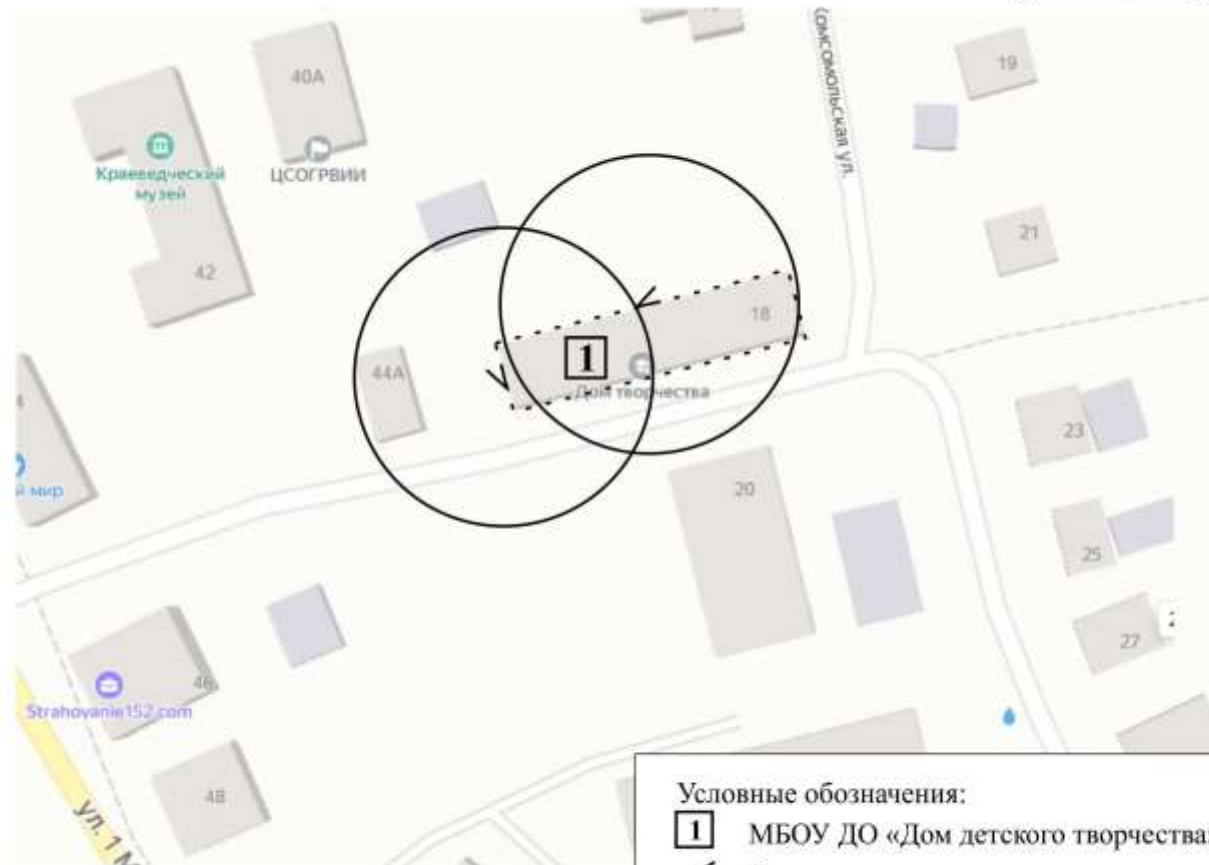 40А
19
Комсомольская ул.
Краеведческий
музей
ЦСОГРВИИ
21
42
18
1
44А
Дом творчества
4
й мир
20
23
25
27
46
Strahovanie152.com
48
ул. 1 М
Условные обозначения:
1 МБОУ ДО «Дом детского творчества